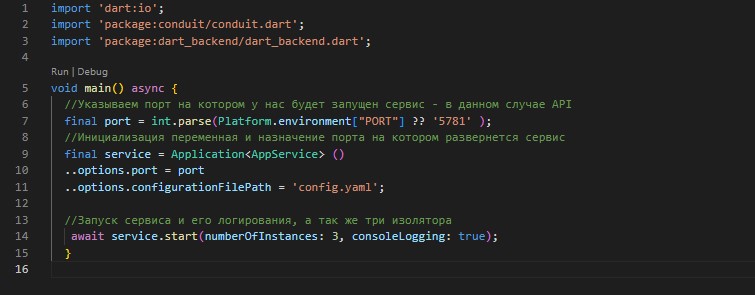 1 import 'dart:io';
2 import 'package:conduit/conduit.dart';
3 import 'package:dart_backend/dart_backend.dart';
4
Run | Debug
5 void main() async {
6 //Указываем порт на котором у нас будет запущен сервис - в данном случае API
7 final port = int.parse(Platform.environment["PORT"] ?? '5781' );
8 //Инициализация переменная и назначение порта на котором развернется сервис
9 final service = Application<AppService> ()
10 ..options.port = port
11 ..options.configurationFilePath = 'config.yaml';
12
13 //Запуск сервиса и его логирования, а так же три изолятора
14 await service.start(numberOfInstances: 3, consoleLogging: true);
15 }
16